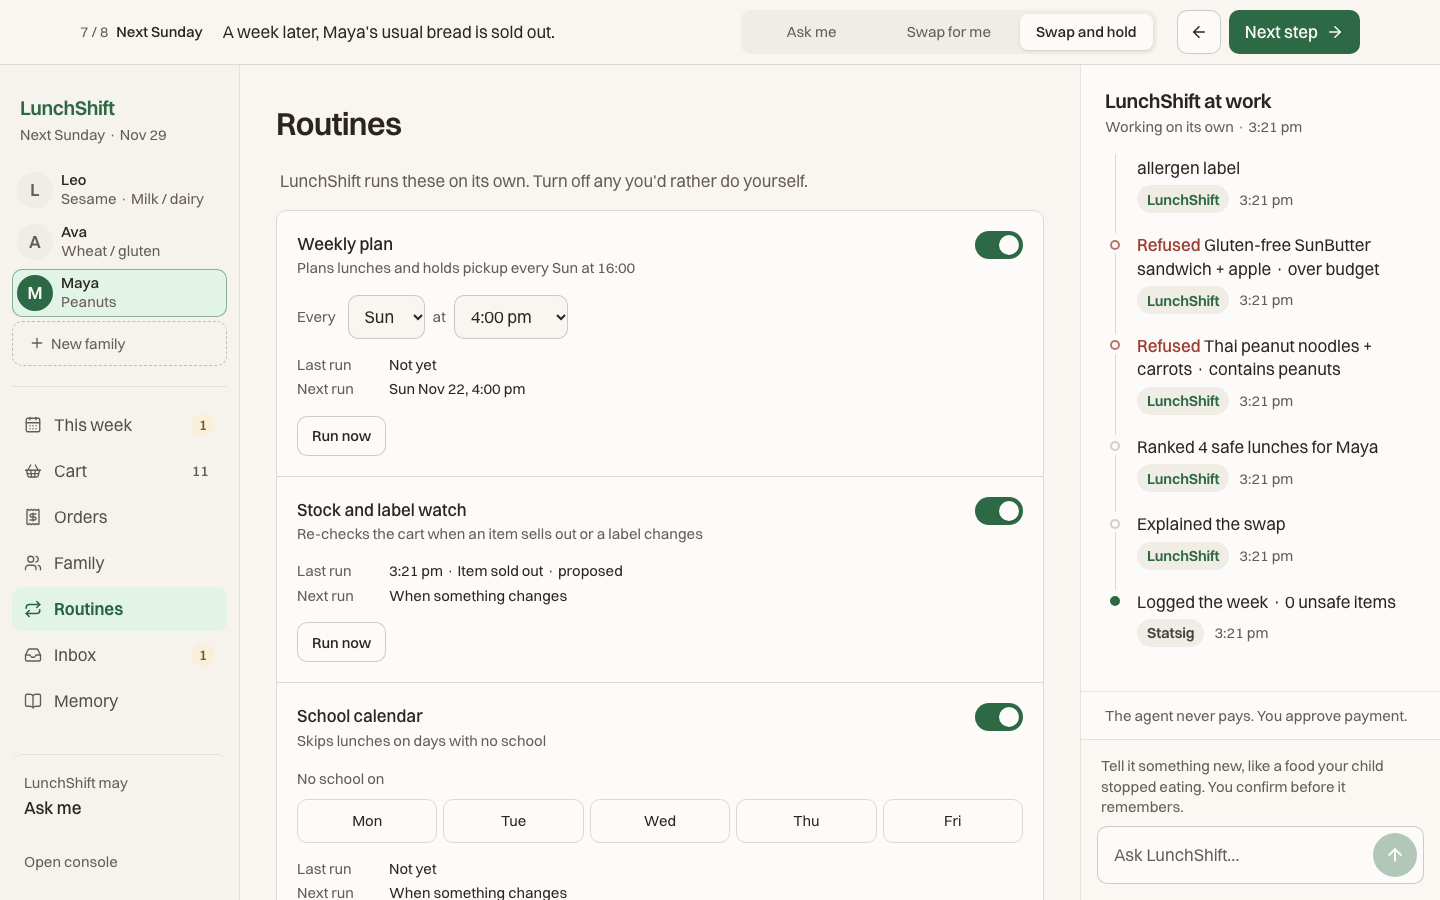 7 / 8 Next Sunday A week later, Maya's usual bread is sold out.
Ask me
Swap for me
Swap and hold
Next step
LunchShift
Next Sunday · Nov 29
L
Leo
Sesame · Milk / dairy
A
Ava
Wheat / gluten
M
Maya
Peanuts
New family
This week 1
Cart 11
Orders
Family
Routines
Inbox 1
Memory
LunchShift may
Ask me
Open console
Routines
LunchShift runs these on its own. Turn off any you'd rather do yourself.
Weekly plan
Plans lunches and holds pickup every Sun at 16:00
Every Sun at 4:00 pm
Last run Not yet
Next run Sun Nov 22, 4:00 pm
Run now
Stock and label watch
Re-checks the cart when an item sells out or a label changes
Last run 3:21 pm · Item sold out · proposed
Next run When something changes
Run now
School calendar
Skips lunches on days with no school
No school on
Mon Tue Wed Thu Fri
Last run Not yet
Next run When something changes
LunchShift at work
Working on its own · 3:21 pm
allergen label
LunchShift 3:21 pm
Refused Gluten-free SunButter
sandwich + apple · over budget
LunchShift 3:21 pm
Refused Thai peanut noodles +
carrots · contains peanuts
LunchShift 3:21 pm
Ranked 4 safe lunches for Maya
LunchShift 3:21 pm
Explained the swap
LunchShift 3:21 pm
Logged the week · 0 unsafe items
Statsig 3:21 pm
The agent never pays. You approve payment.
Tell it something new, like a food your child
stopped eating. You confirm before it
remembers.
Ask LunchShift...